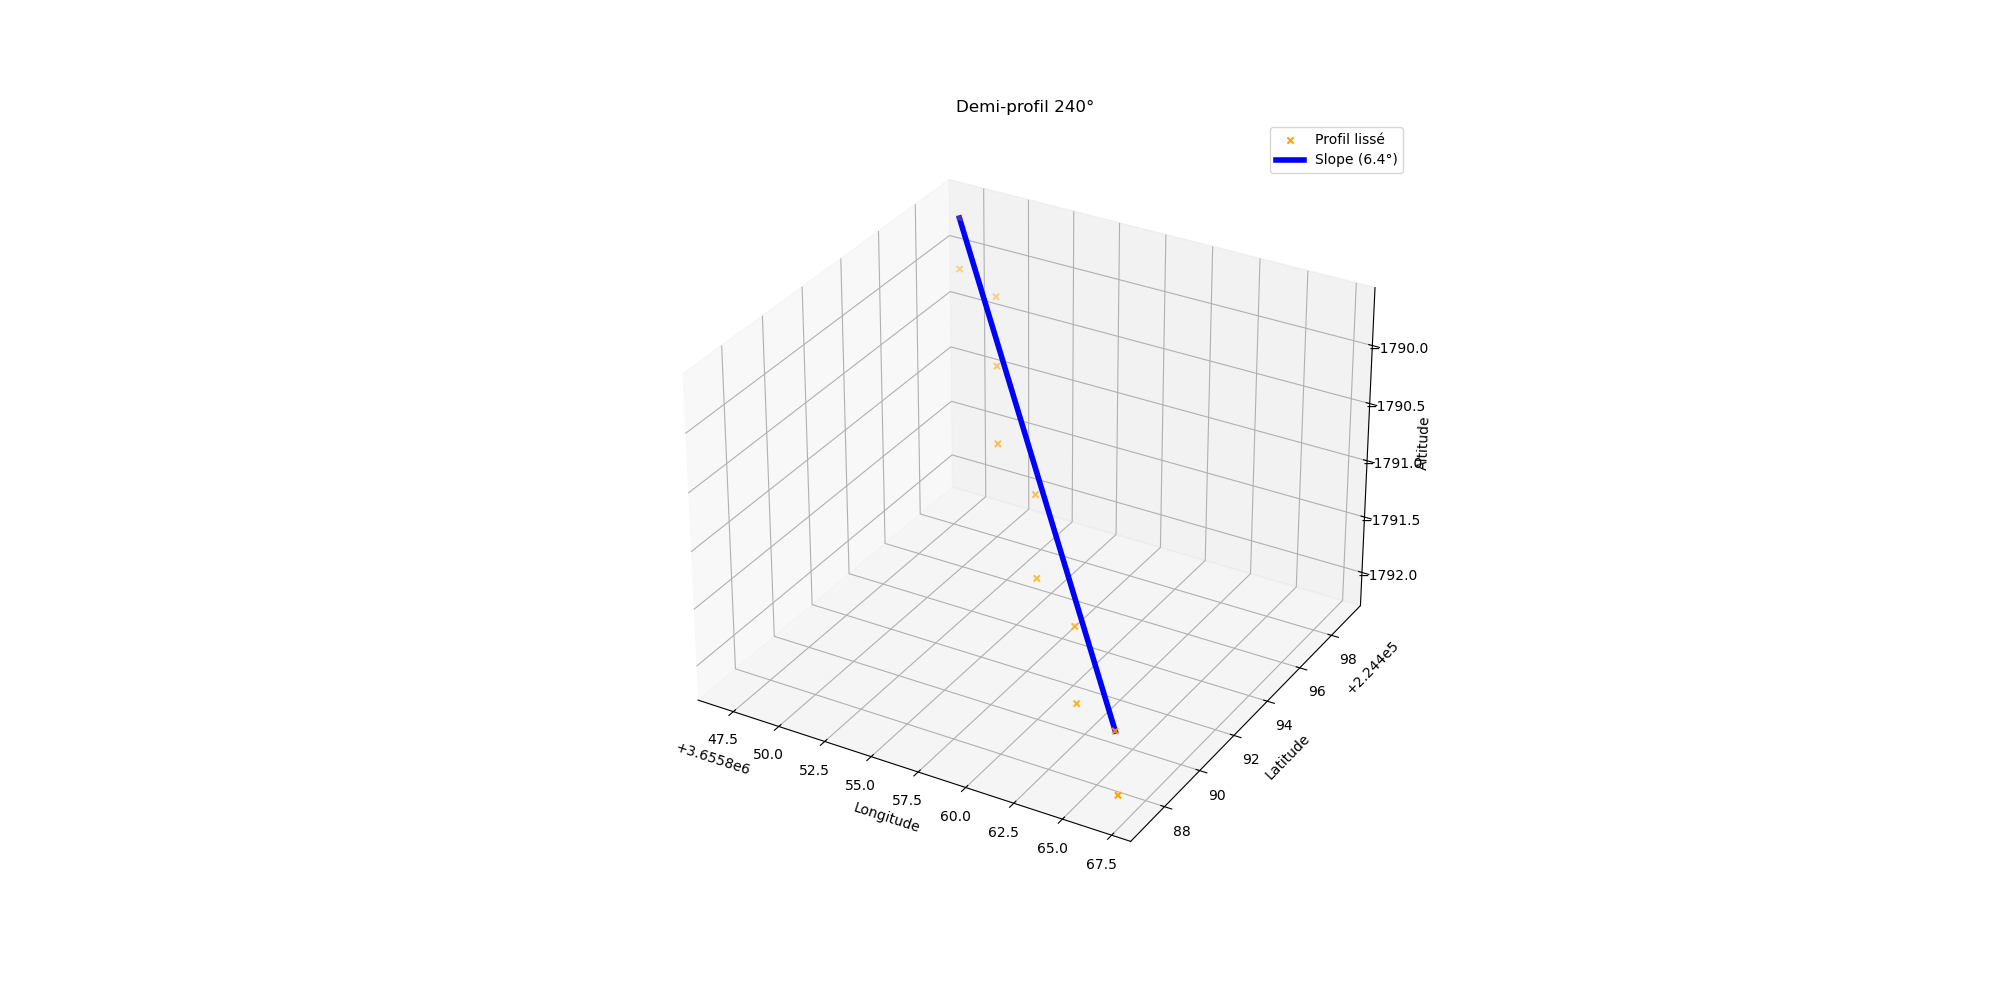 Demi-profil 240°
Profil lissé
Slope (6.4°)
−1790.0
−1790.5
−1791.0
−1791.5
−1792.0
Altitude
98
96
94
92
90
88
+2.244e5
Latitude
47.5
50.0
52.5
55.0
57.5
60.0
62.5
65.0
67.5
+3.6558e6
Longitude